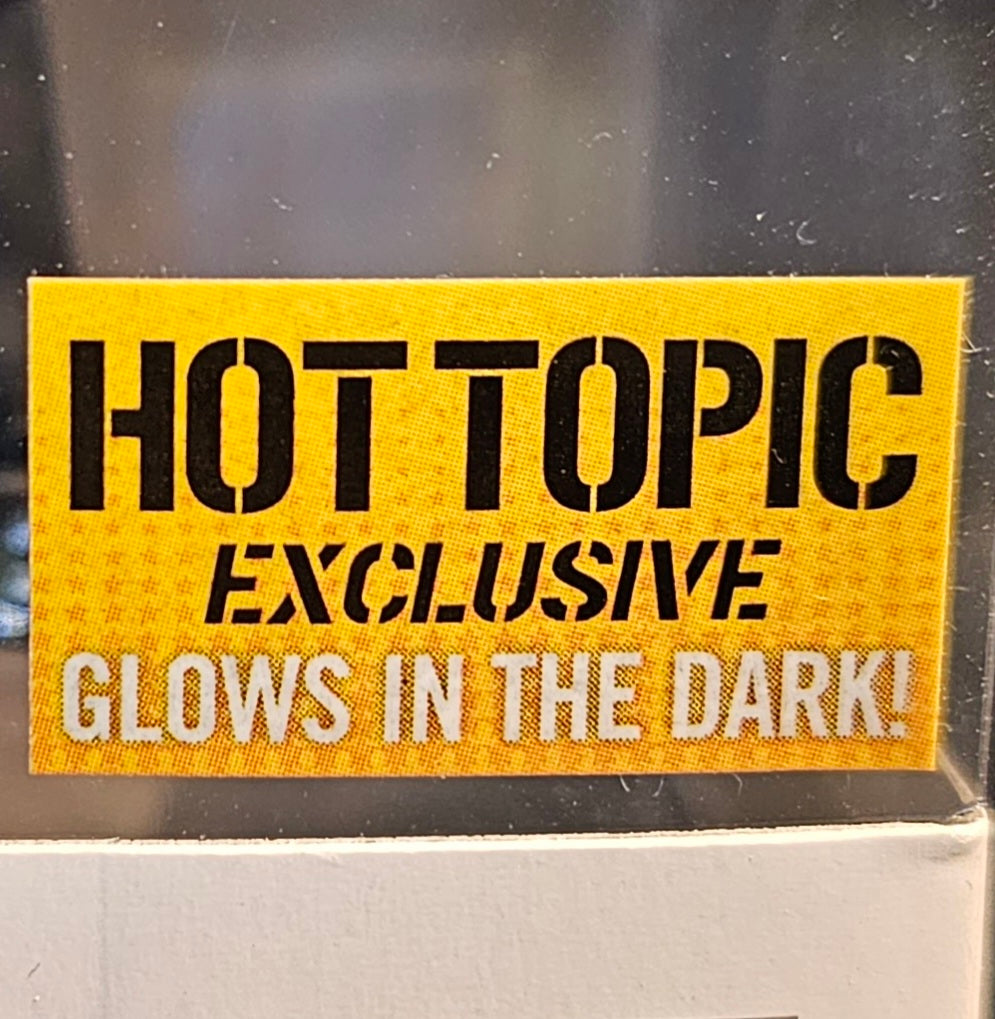 HOT TOPIC
EXCLUSIVE
GLOWS IN THE DARK!